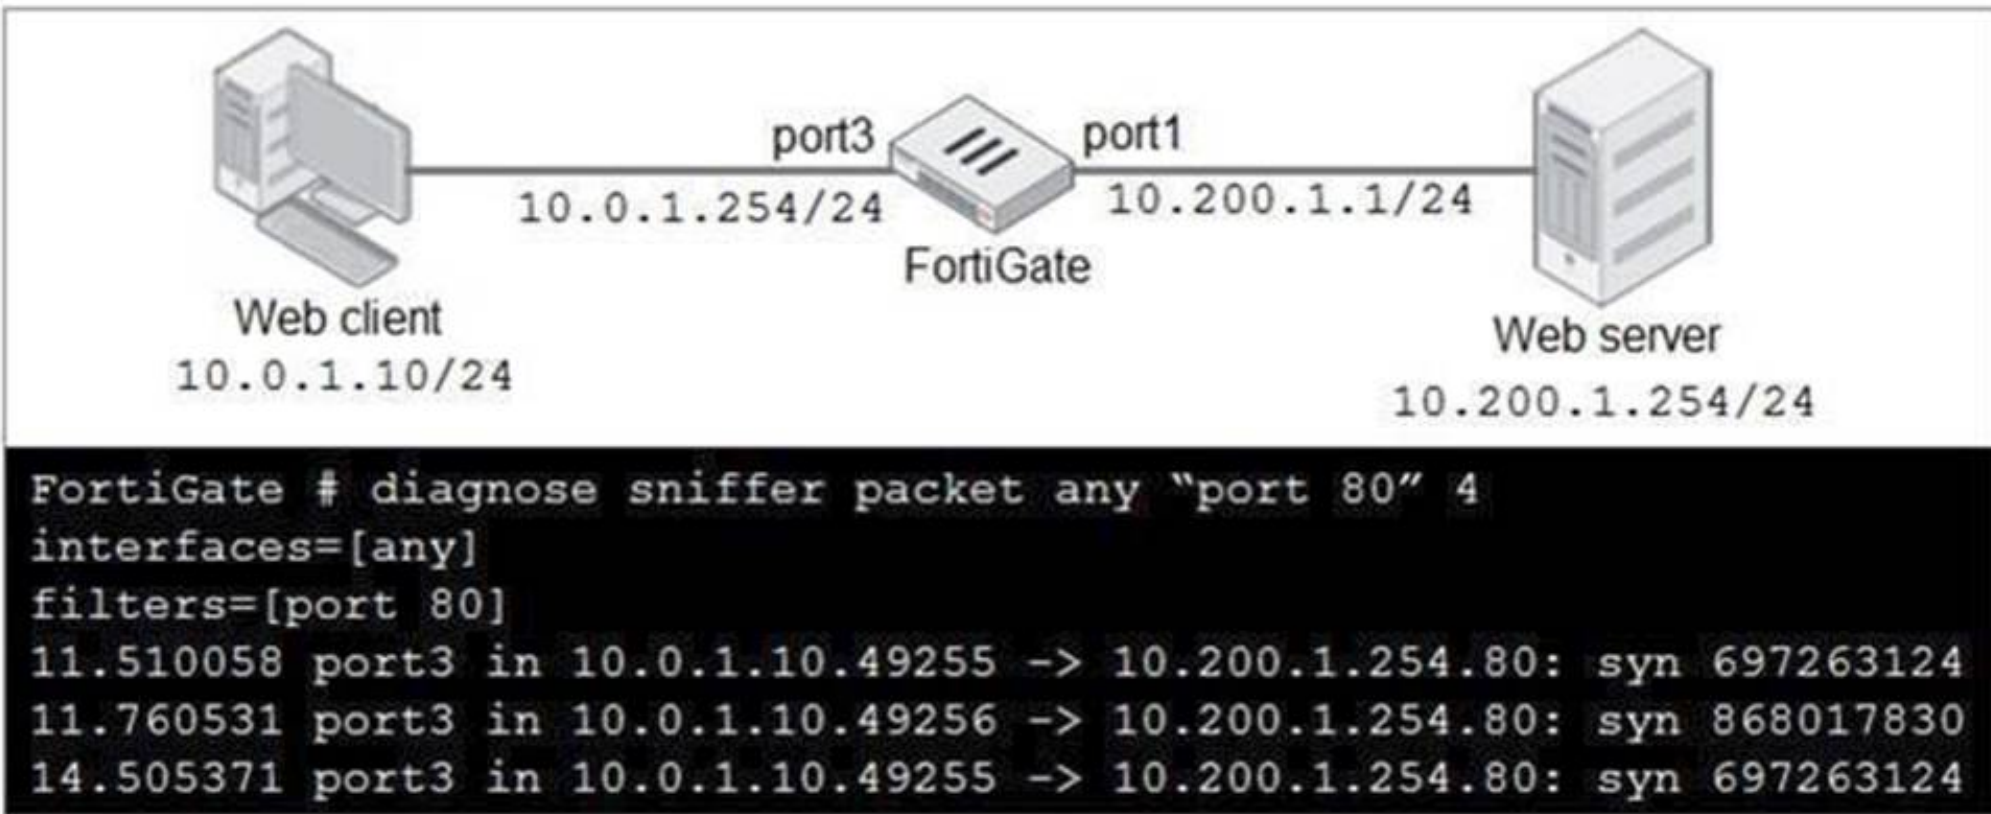 port3
port1
10.0.1.254/24
10.200.1.1/24
FortiGate
Web client
10.0.1.10/24
Web server
10.200.1.254/24
FortiGate # diagnose sniffer packet any “port 80” 4
interfaces=[any]
filters=[port 80]
11.510058 port3 in 10.0.1.10.49255 -> 10.200.1.254.80: syn 697263124
11.760531 port3 in 10.0.1.10.49256 -> 10.200.1.254.80: syn 868017830
14.505371 port3 in 10.0.1.10.49255 -> 10.200.1.254.80: syn 697263124